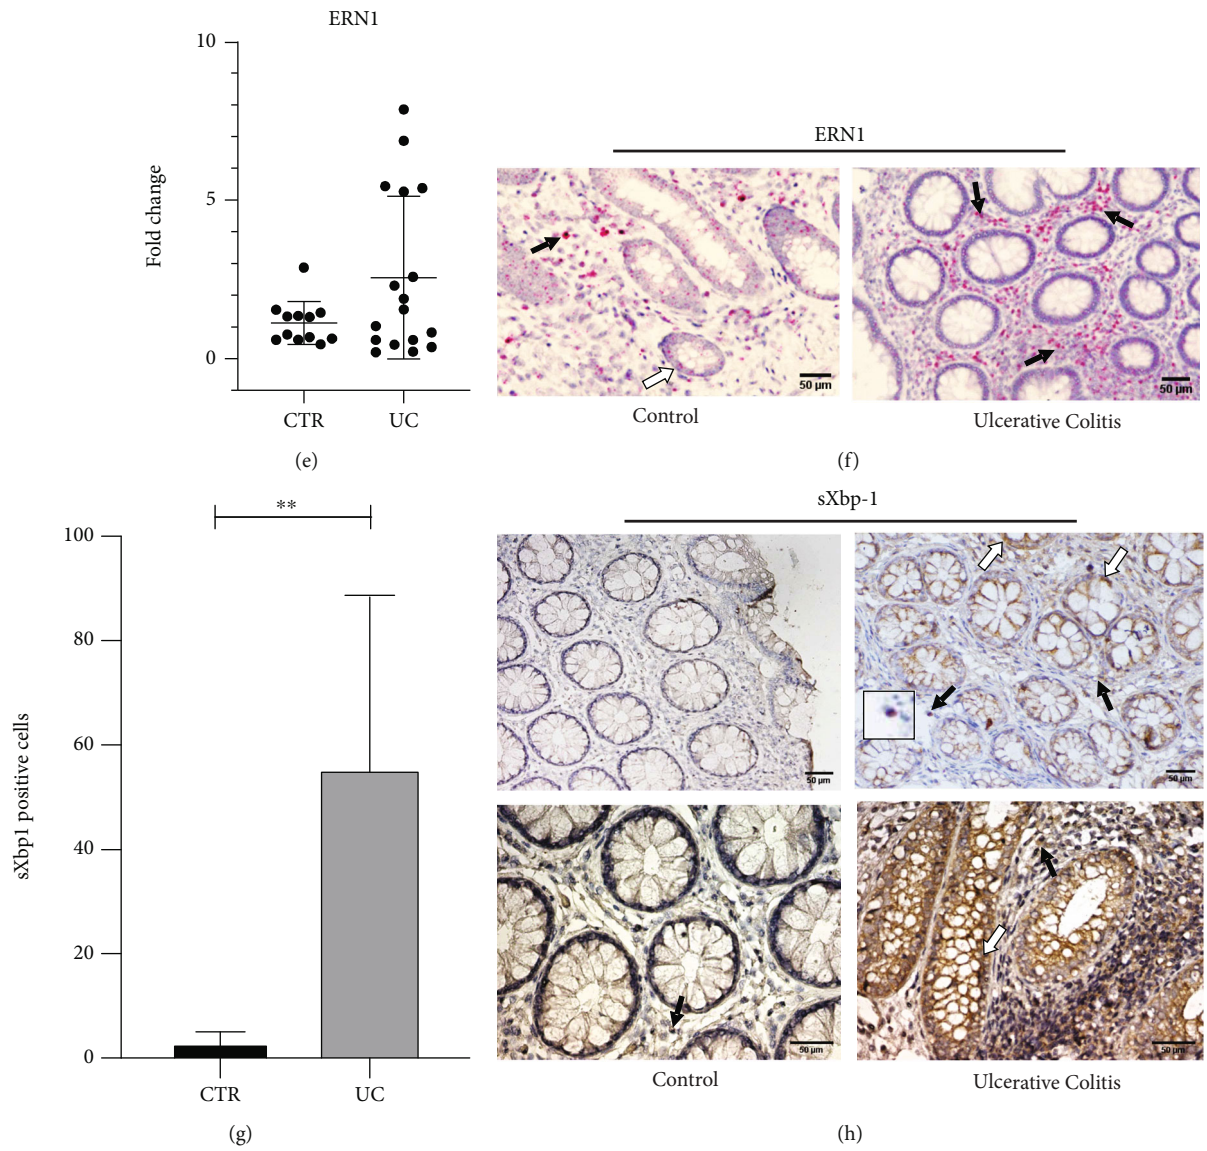 ERN1
10
5
0
Fold change
CTR
UC
(e)
ERN1
50 µm
50 µm
Control
Ulcerative Colitis
(f)
**
100
80
60
40
20
0
sXbp1 positive cells
CTR
UC
(g)
sXbp-1
50 µm
50 µm
50 µm
50 µm
Control
Ulcerative Colitis
(h)